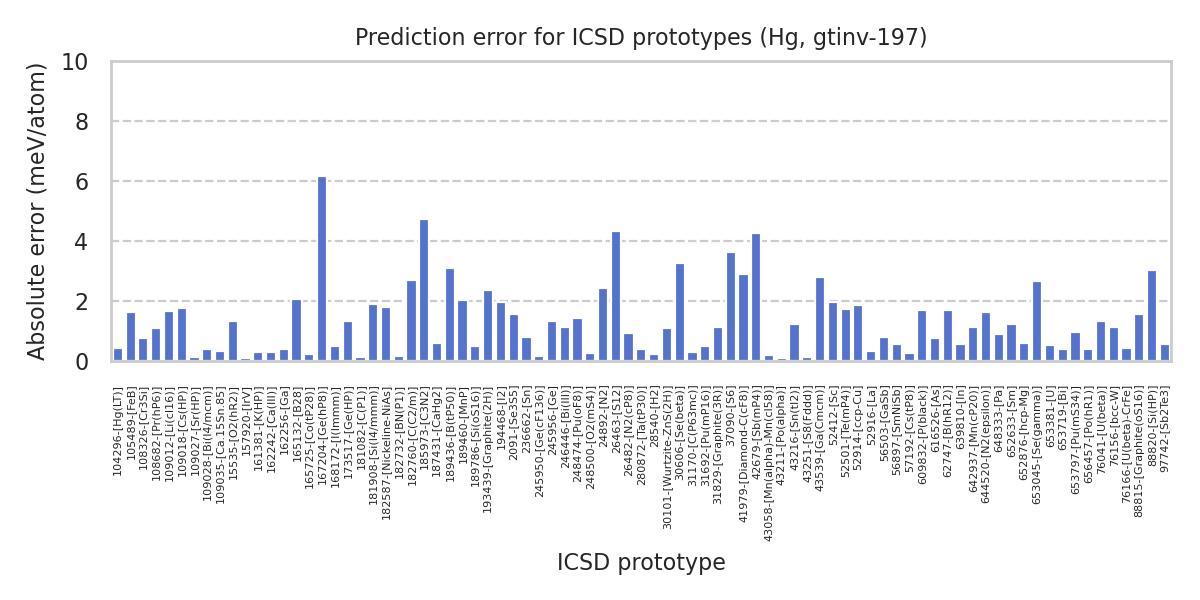 Prediction error for ICSD prototypes (Hg, gtinv-197)
Absolute error (meV/atom)
10
8
6
4
2
0
104296-[Hg(LT)]
105489-[FeB]
108326-[Cr3Si]
108682-[Pr(hP6)]
109012-[Li(cI16)]
109018-[Cs(HP)]
109027-[Sr(HP)]
109028-[Bi(I4/mcm)]
109035-[Ca.15Sn.85]
15535-[O2(hR2)]
157920-[IrV]
161381-[K(HP)]
162242-[Ca(III)]
162256-[Ga]
165132-[B28]
165725-[Co(tP28)]
167204-[Ge(hP8)]
168172-[I(Immm)]
173517-[Ge(HP)]
181082-[C(P1)]
181908-[Si(I4/mmm)]
182587-[Nickeline-NiAs]
182732-[BN(P1)]
182760-[C(C2/m)]
185973-[C3N2]
187431-[CaHg2]
189436-[B(tP50)]
189460-[MnP]
189786-[Si(oS16)]
193439-[Graphite(2H)]
194468-[I2]
2091-[Se3S5]
236662-[Sn]
245950-[Ge(cF136)]
245956-[Ge]
246446-[Bi(III)]
248474-[Pu(oF8)]
248500-[O2(mS4)]
24892-[N2]
26463-[S12]
26482-[N2(cP8)]
280872-[Ta(tP30)]
28540-[H2]
30101-[Wurtzite-ZnS(2H)]
30606-[Se(beta)]
31170-[C(P63mc)]
31692-[Pu(mP16)]
31829-[Graphite(3R)]
37090-[S6]
41979-[Diamond-C(cF8)]
42679-[Sb(mP4)]
43058-[Mn(alpha)-Mn(cI58)]
43211-[Po(alpha)]
43216-[Sn(tI2)]
43251-[S8(Fddd)]
43539-[Ga(Cmcm)]
52412-[Sc]
52501-[Te(mP4)]
52914-[ccp-Cu]
52916-[La]
56503-[GaSb]
56897-[SmNiSb]
57192-[Cs(tP8)]
609832-[P(black)]
616526-[As]
62747-[B(hR12)]
639810-[In]
642937-[Mn(cP20)]
644520-[N2(epsilon)]
648333-[Pa]
652633-[Sm]
652876-[hcp-Mg]
653045-[Se(gamma)]
653381-[U]
653719-[Bi]
653797-[Pu(mS34)]
656457-[Po(hR1)]
76041-[U(beta)]
76156-[bcc-W]
76166-[U(beta)-CrFe]
88815-[Graphite(oS16)]
88820-[Si(HP)]
97742-[Sb2Te3]
ICSD prototype